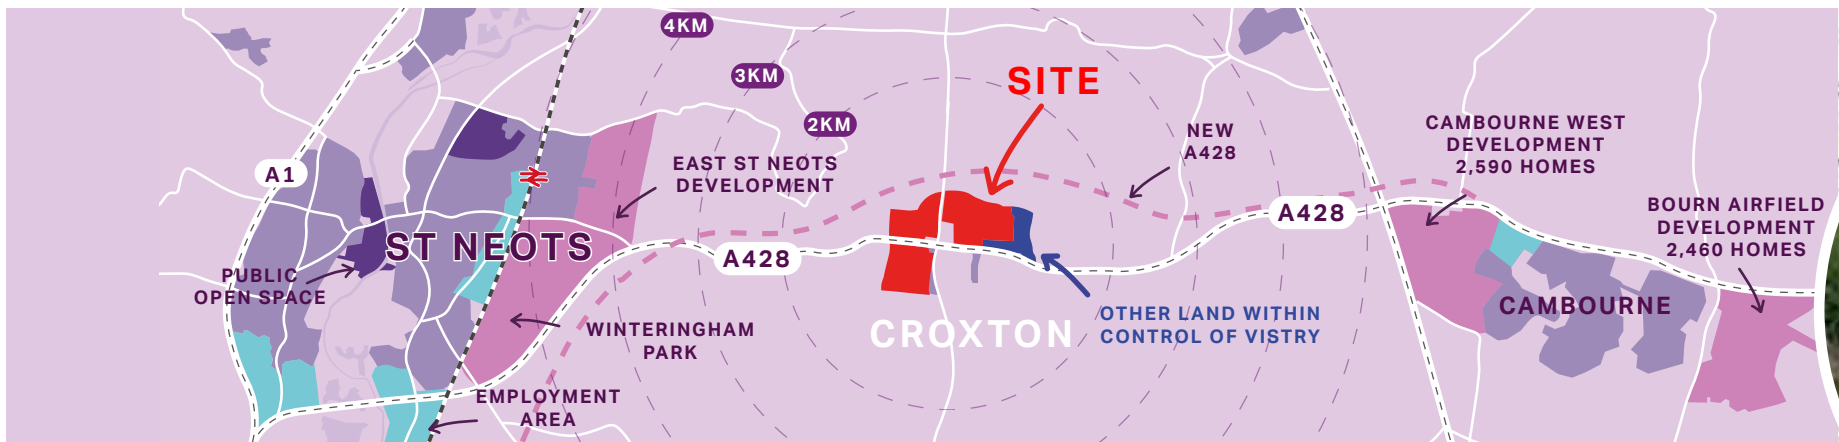 4KM
3KM
2KM
SITE
A1
EAST ST NEOTS
DEVELOPMENT
NEW
A428
CAMBOURNE WEST
DEVELOPMENT
2,590 HOMES
BOURN AIRFIELD
DEVELOPMENT
2,460 HOMES
ST NEOTS
A428
A428
PUBLIC
OPEN SPACE
WINTERINGHAM
PARK
CROXTON
OTHER LAND WITHIN
CONTROL OF VISTRY
CAMBOURNE
EMPLOYMENT
AREA